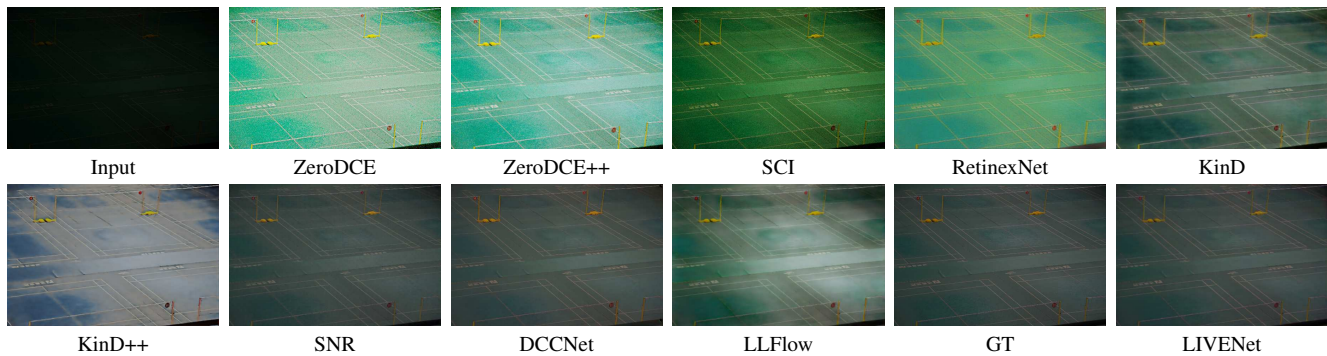 Input ZeroDCE ZeroDCE++ SCI RetinexNet KinD
KinD++ SNR DCCNet LLFlow GT LIVENet